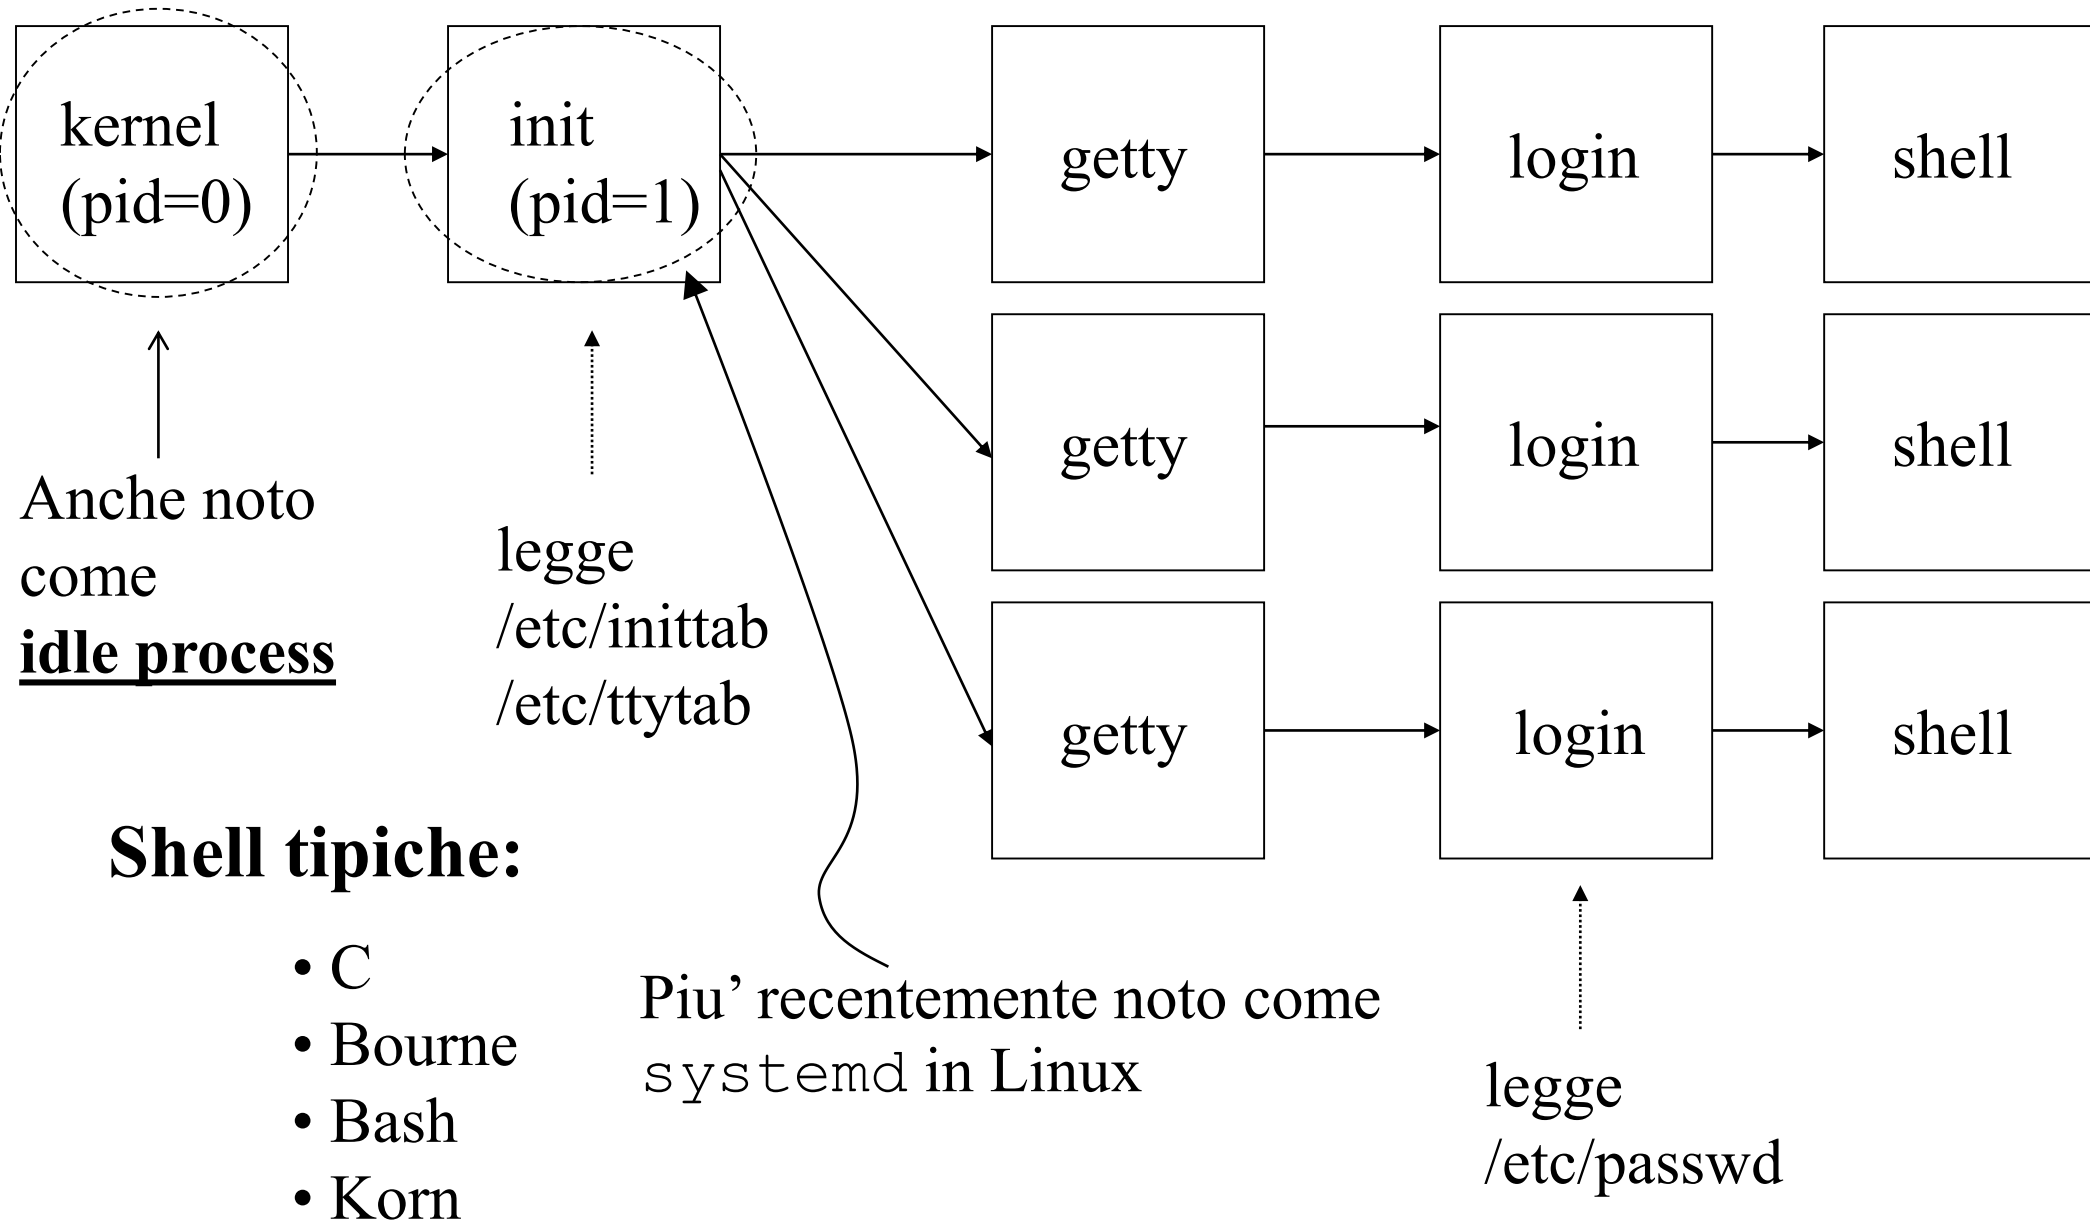 kernel
(pid=0)
init
(pid=1)
getty
login
shell
getty
login
shell
getty
login
shell
Anche noto
come
idle process
legge
/etc/inittab
/etc/ttytab
Shell tipiche:
• C
• Bourne
• Bash
• Korn
Piu’ recentemente noto come
systemd in Linux
legge
/etc/passwd